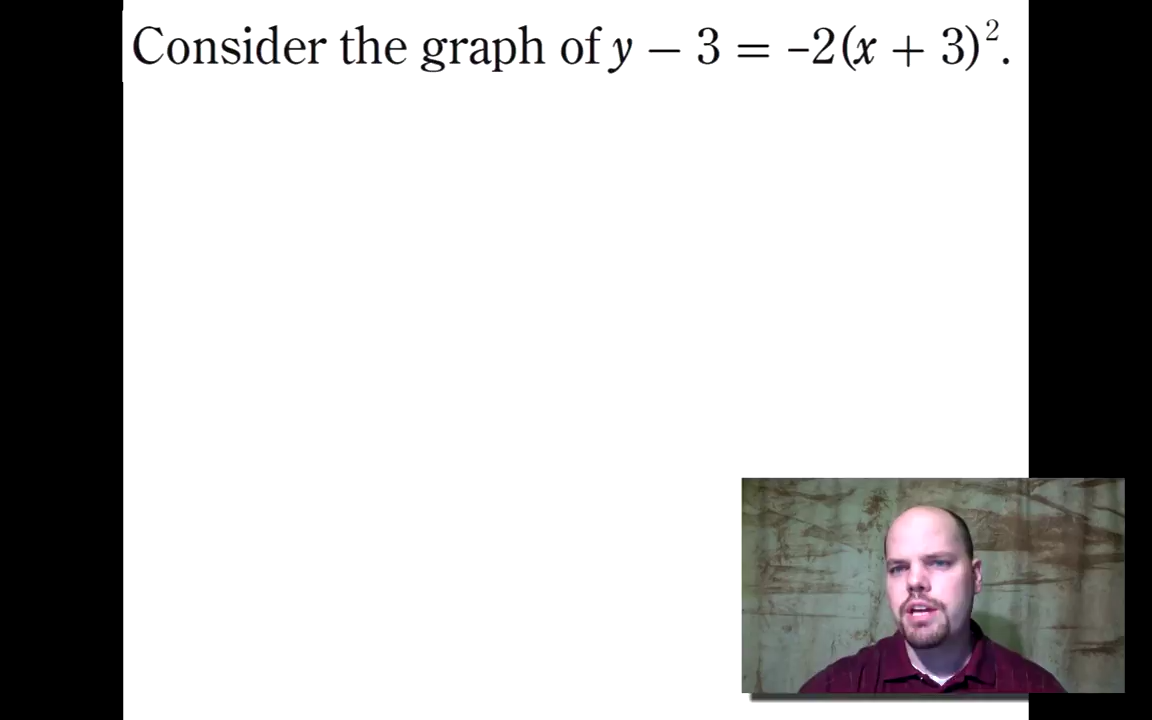 Consider the graph of y − 3 = -2(x + 3)².